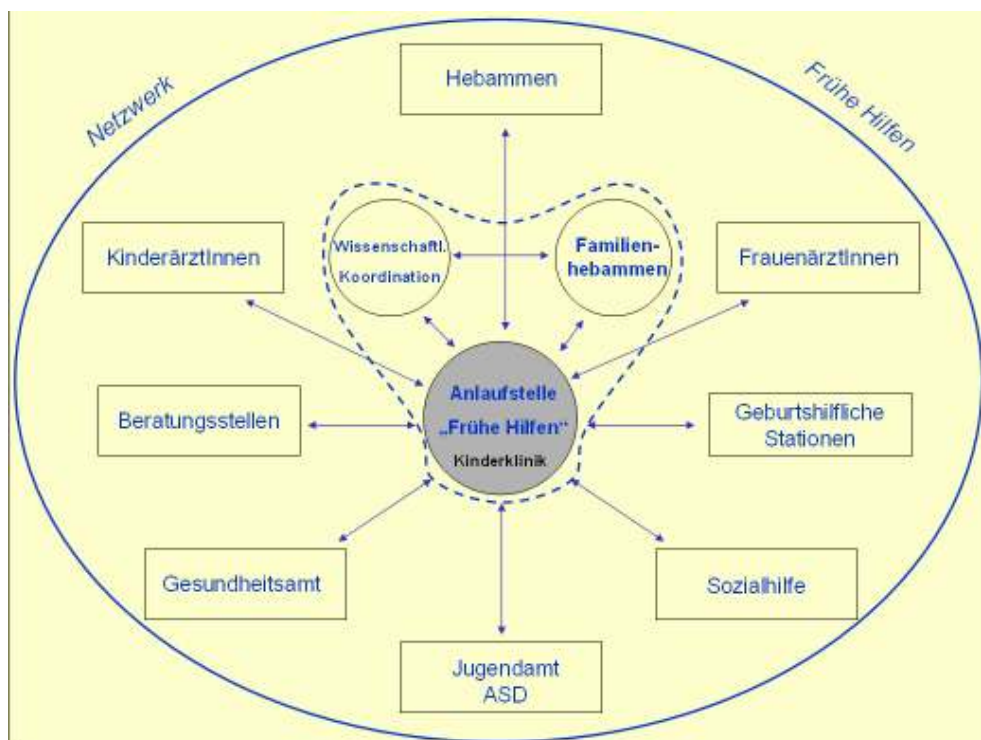 Netzwerk
Frühe Hilfen
Hebammen
KinderärztInnen
Wissenschaftl.
Koordination
Familien-
hebammen
FrauenärztInnen
Anlaufstelle
„Frühe Hilfen“
Kinderklinik
Beratungsstellen
Geburtshilfliche
Stationen
Gesundheitsamt
Sozialhilfe
Jugendamt
ASD